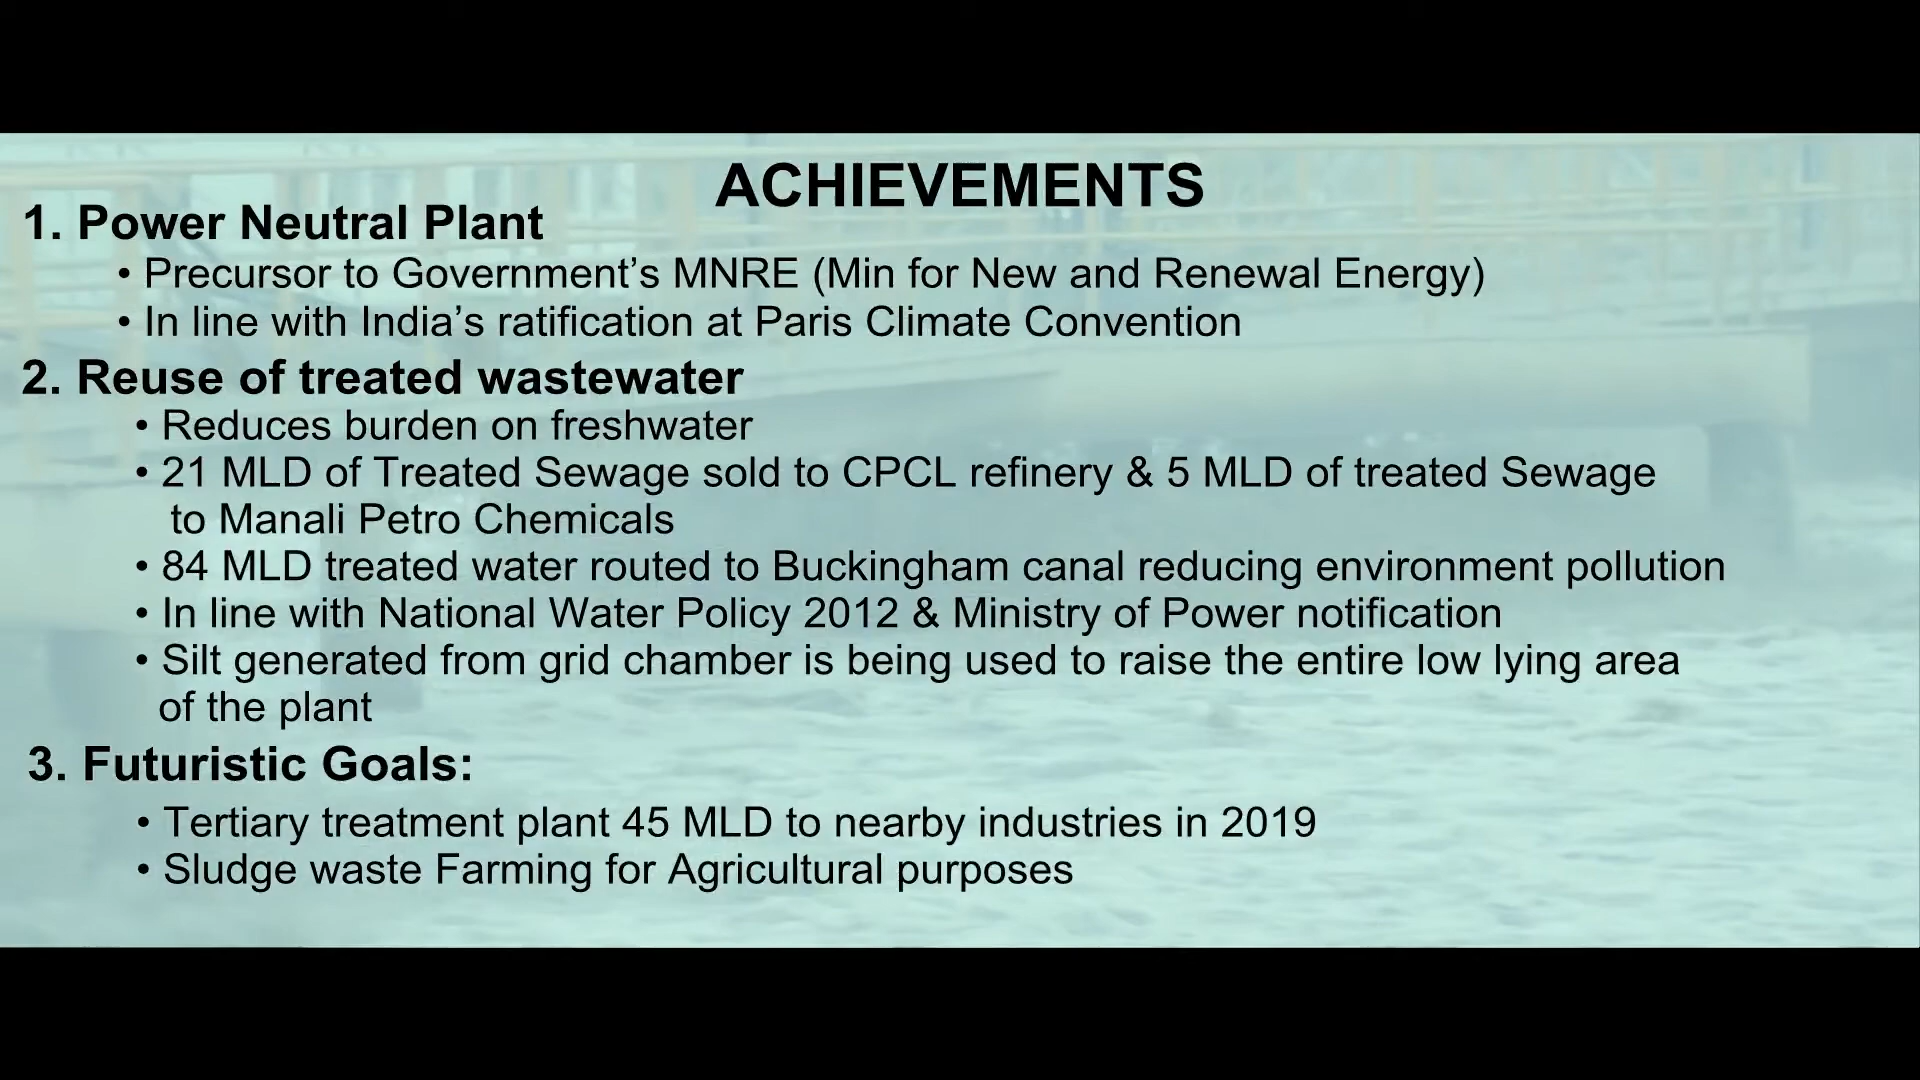 ACHIEVEMENTS
1. Power Neutral Plant
• Precursor to Government’s MNRE (Min for New and Renewal Energy)
• In line with India’s ratification at Paris Climate Convention
2. Reuse of treated wastewater
• Reduces burden on freshwater
• 21 MLD of Treated Sewage sold to CPCL refinery & 5 MLD of treated Sewage
to Manali Petro Chemicals
• 84 MLD treated water routed to Buckingham canal reducing environment pollution
• In line with National Water Policy 2012 & Ministry of Power notification
• Silt generated from grid chamber is being used to raise the entire low lying area
of the plant
3. Futuristic Goals:
• Tertiary treatment plant 45 MLD to nearby industries in 2019
• Sludge waste Farming for Agricultural purposes